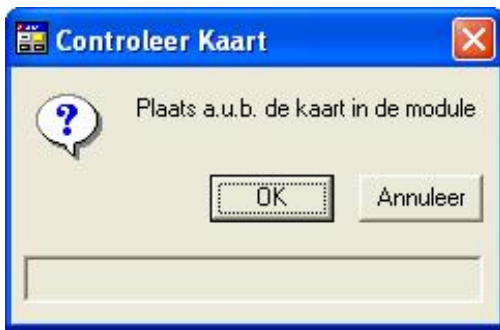 Controleer Kaart
Plaats a.u.b. de kaart in de module
OK
Annuleer